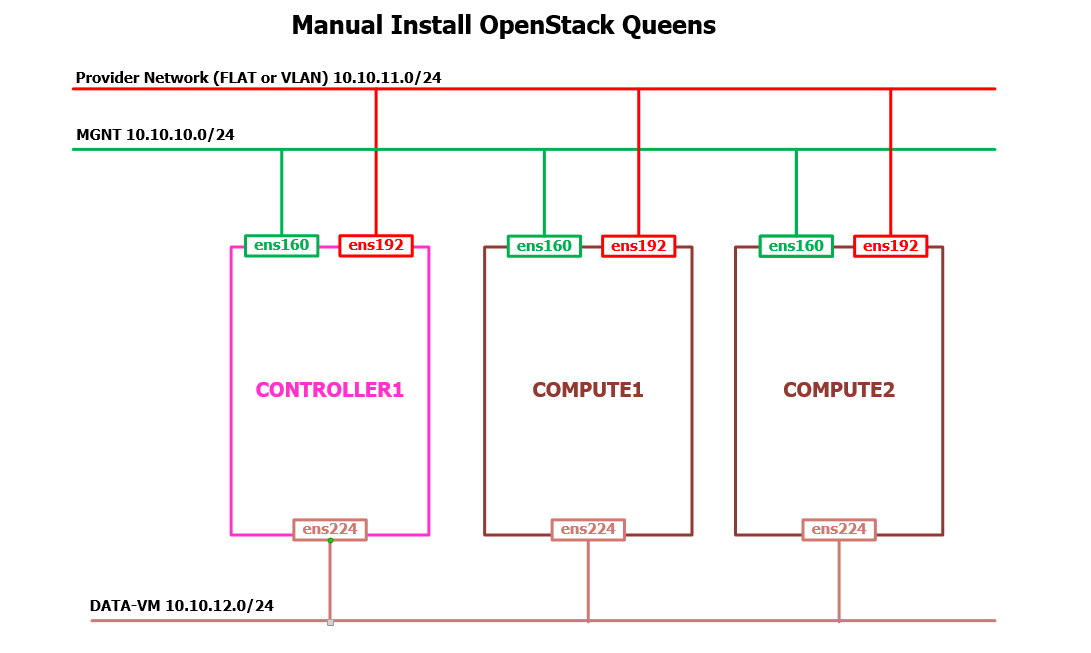 Manual Install OpenStack Queens
Provider Network (FLAT or VLAN) 10.10.11.0/24
MGNT 10.10.10.0/24
ens160
ens192
ens160
ens192
ens160
ens192
CONTROLLER1
COMPUTE1
COMPUTE2
ens224
ens224
ens224
DATA-VM 10.10.12.0/24